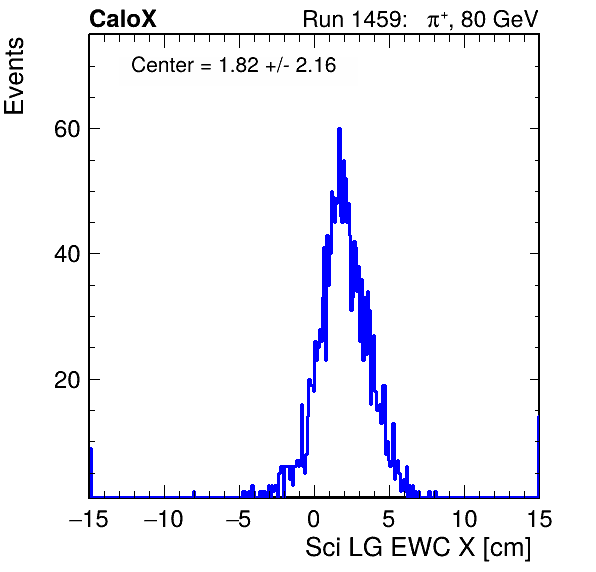 CaloX Run 1459: π⁺, 80 GeV
Center = 1.82 +/- 2.16
Events
60
40
20
−15 −10 −5 0 5 10 15
Sci LG EWC X [cm]